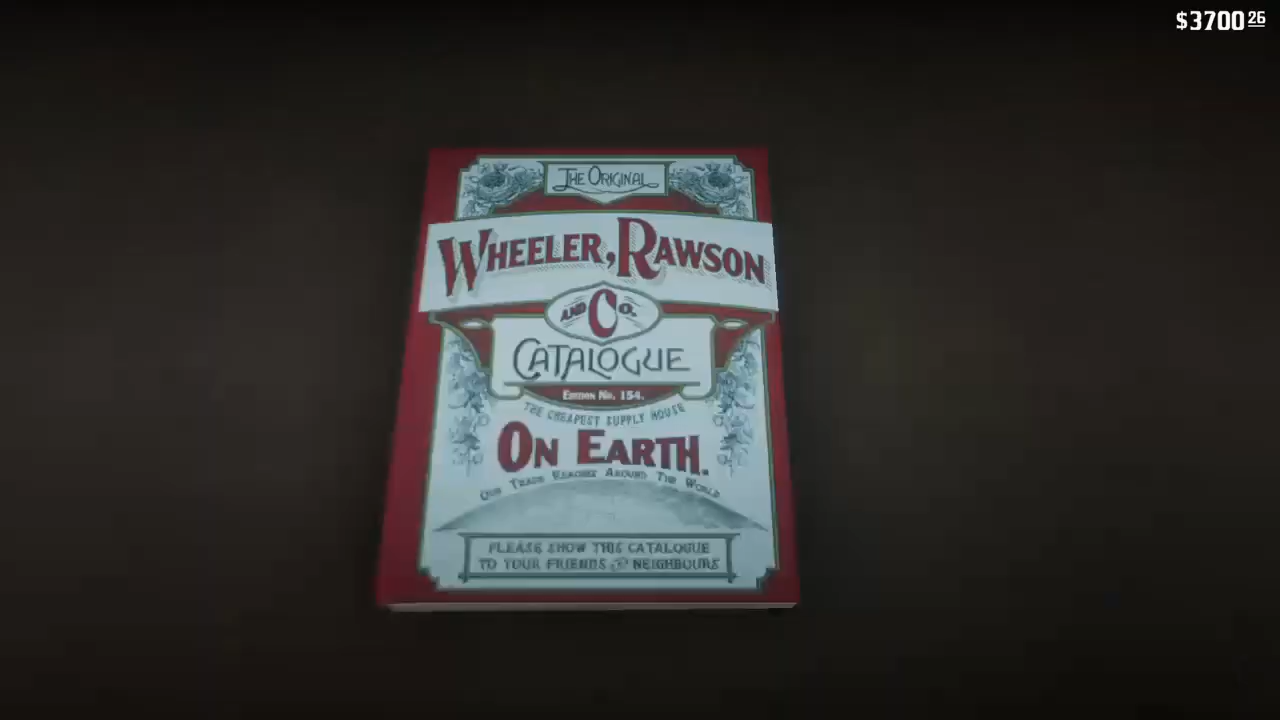 $3700 26
THE ORIGINAL
WHEELER, RAWSON
AND CO.
CATALOGUE
EDITION No. 154.
THE CHEAPEST SUPPLY HOUSE
ON EARTH.
OUR TRADE REACHES AROUND THE WORLD
PLEASE SHOW THIS CATALOGUE
TO YOUR FRIENDS & NEIGHBOURS